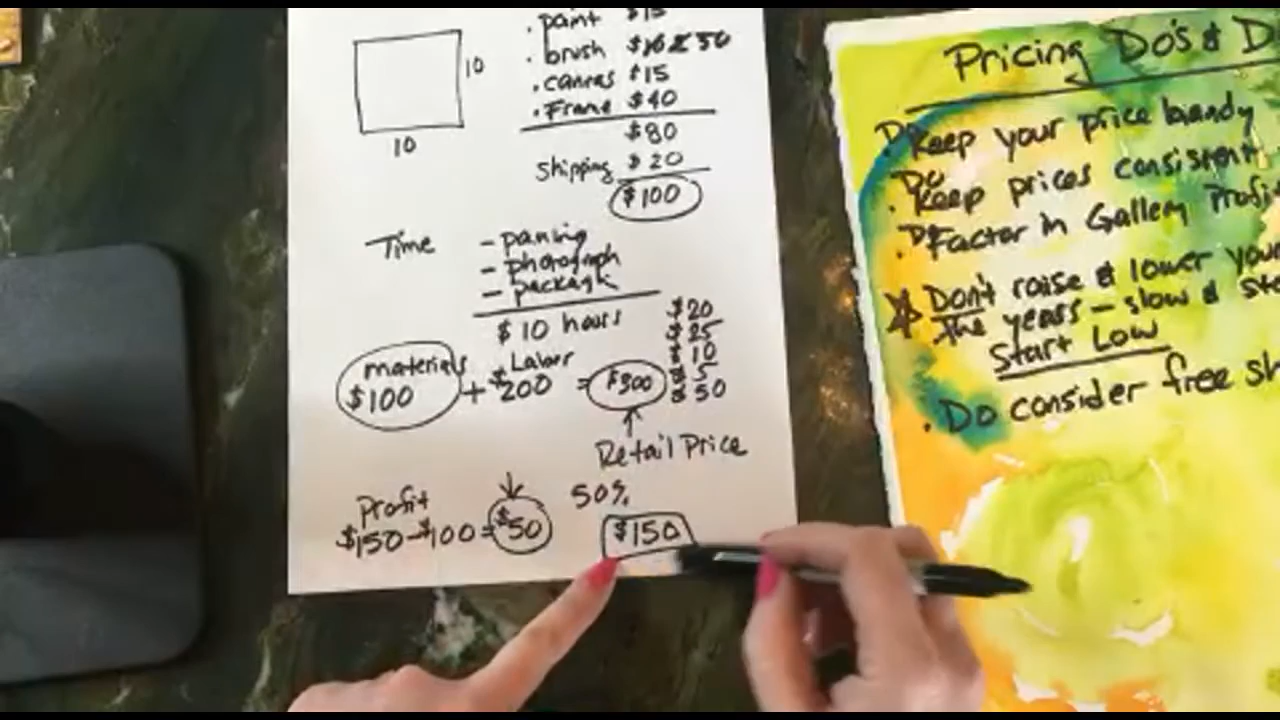 . paint $15
. brush 50
. canvas $15
. Frame $40
$80
shipping $20
$100
10
10
Time
- paning
- photograph
- package
$10 hours
$20
$25
$10
$5
$50
materials Labor
$100 + $200 = $300
Retail Price
50%
$150
Profit
$150 - $100 = $50
Pricing Do's & D
. Do Keep your price handy
. Do Keep prices consistent
. Do Factor in Gallery Profi
Don't raise & lower your
the years - slow & ste
Start Low
. Do consider free sh